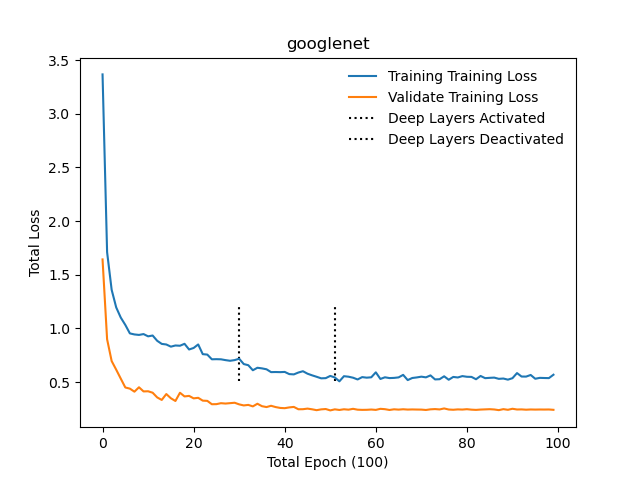 googlenet
Training Training Loss
Validate Training Loss
Deep Layers Activated
Deep Layers Deactivated
Total Loss
3.5
3.0
2.5
2.0
1.5
1.0
0.5
0 20 40 60 80 100
Total Epoch (100)